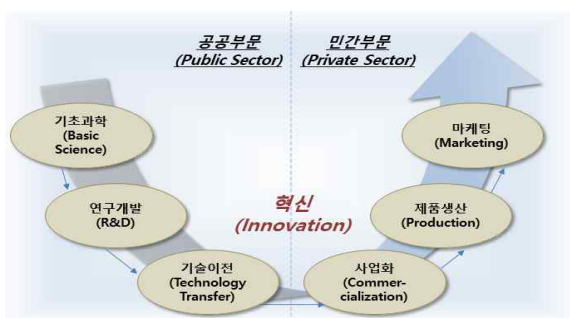 공공부문
(Public Sector)
민간부문
(Private Sector)
기초과학
(Basic
Science)
마케팅
(Marketing)
연구개발
(R&D)
혁신
(Innovation)
제품생산
(Production)
기술이전
(Technology
Transfer)
사업화
(Commer-
cialization)